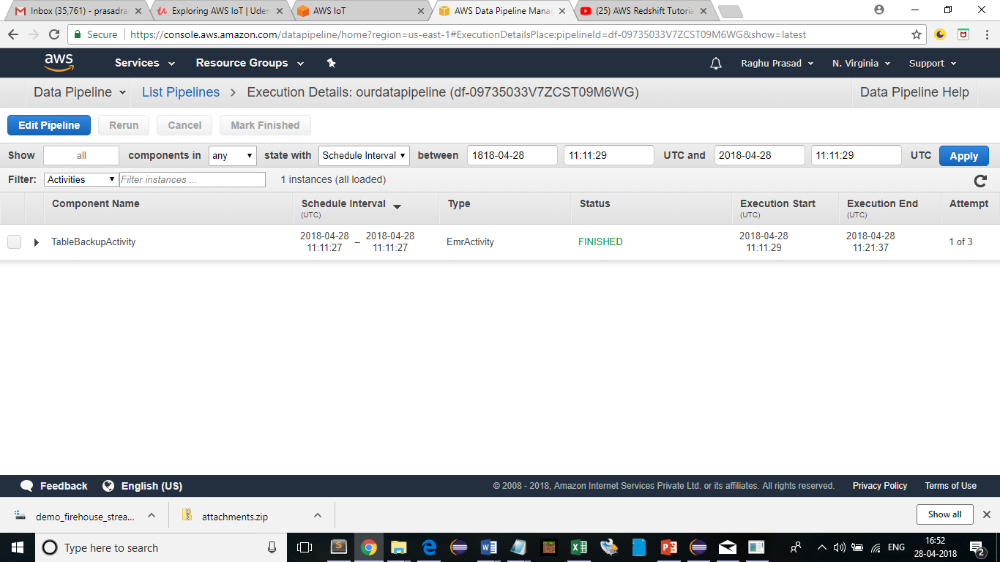 Inbox (35,761) - prasadra
Exploring AWS IoT | Uden
AWS IoT
AWS Data Pipeline Mana
(25) AWS Redshift Tutoria
Secure https://console.aws.amazon.com/datapipeline/home?region=us-east-1#ExecutionDetailsPlace:pipelineId=df-09735033V7ZCST09M6WG&show=latest
aws Services Resource Groups Raghu Prasad N. Virginia Support
Data Pipeline List Pipelines > Execution Details: ourdatapipeline (df-09735033V7ZCST09M6WG) Data Pipeline Help
Edit Pipeline Rerun Cancel Mark Finished
Show all components in any state with Schedule Interval between 1818-04-28 11:11:29 UTC and 2018-04-28 11:11:29 UTC Apply
Filter: Activities Filter instances ... 1 instances (all loaded)
Component Name Schedule Interval Type Status Execution Start Execution End Attempt
(UTC) (UTC) (UTC)
TableBackupActivity 2018-04-28 – 2018-04-28 EmrActivity FINISHED 2018-04-28 2018-04-28 1 of 3
11:11:27 11:11:27 11:11:29 11:21:37
Feedback English (US) © 2008 - 2018, Amazon Internet Services Private Ltd. or its affiliates. All rights reserved. Privacy Policy Terms of Use
demo_firehouse_strea... attachments.zip Show all
Type here to search ENG 16:52
28-04-2018 2